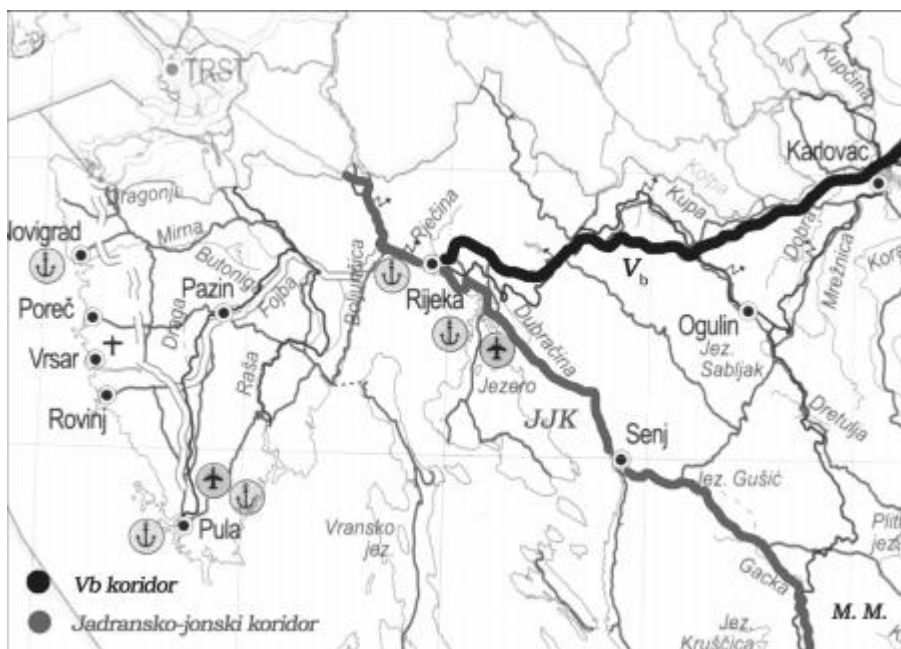 TRST
Kupčina
Karlovac
Dragonja
Kolpa
Kupa
Rječina
Novigrad
Mirna
Dobra
Butoniga
Boljunčica
V
b
Mrežnica
Pazin
Fojba
Rijeka
Poreč
Draga
Dubračina
Ogulin
Vrsar
Raša
Jez.
Sabljak
Jezero
Rovinj
JJK
Dretulja
Senj
Jez. Gušić
Pula
Vransko
jez.
Gacka
Vb koridor
Jadransko-jonski koridor
Jez.
Kruščica
M. M.